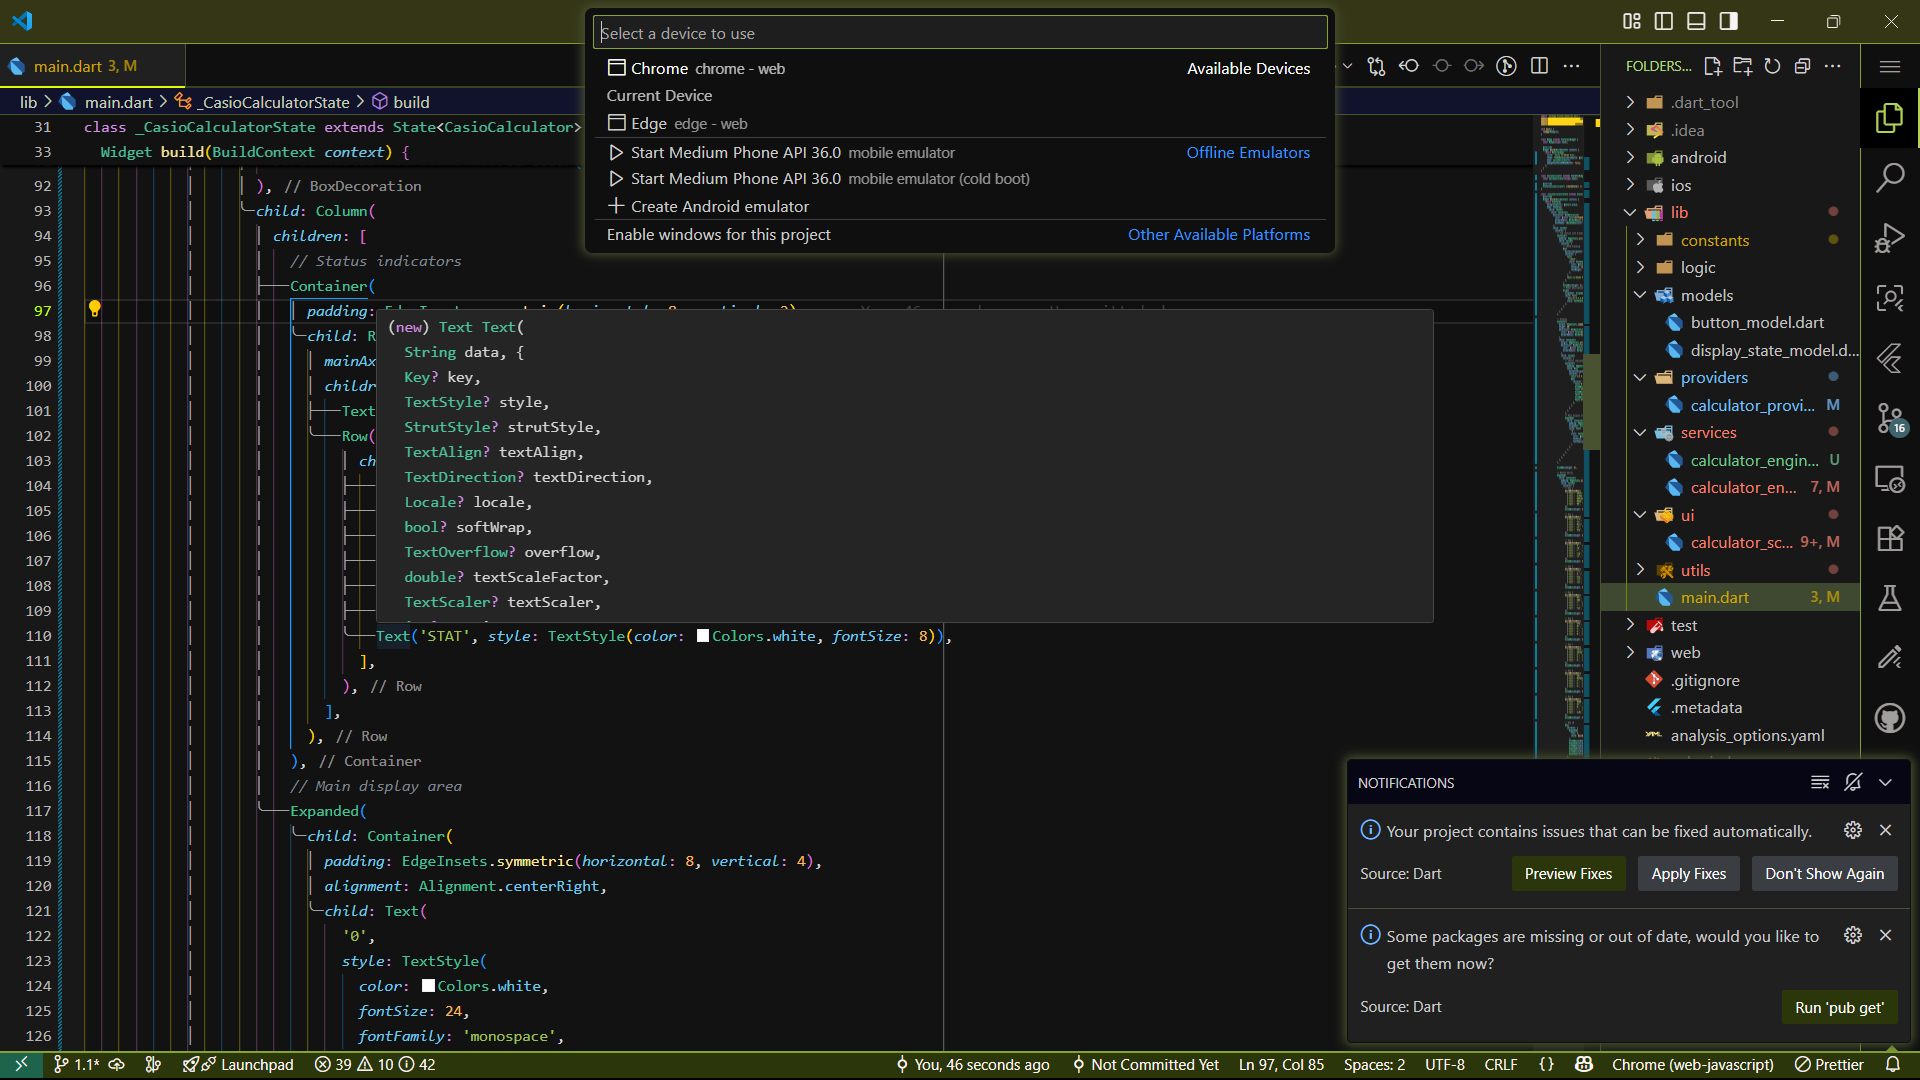 Select a device to use
Chrome chrome - web
Available Devices
Current Device
Edge edge - web
Start Medium Phone API 36.0 mobile emulator
Offline Emulators
Start Medium Phone API 36.0 mobile emulator (cold boot)
Create Android emulator
Enable windows for this project
Other Available Platforms
main.dart 3, M
lib > main.dart > _CasioCalculatorState > build
31 class _CasioCalculatorState extends State<CasioCalculator>
33 Widget build(BuildContext context) {
92 ), // BoxDecoration
93 child: Column(
94 children: [
95 // Status indicators
96 Container(
97 padding:
98 child: R
99 mainAx
100 childr
101 Text
102 Row(
103 ch
104
105
106
107
108
109
(new) Text Text(
String data, {
Key? key,
TextStyle? style,
StrutStyle? strutStyle,
TextAlign? textAlign,
TextDirection? textDirection,
Locale? locale,
bool? softWrap,
TextOverflow? overflow,
double? textScaleFactor,
TextScaler? textScaler,
110 Text('STAT', style: TextStyle(color: Colors.white, fontSize: 8)),
111 ],
112 ), // Row
113 ],
114 ), // Row
115 ), // Container
116 // Main display area
117 Expanded(
118 child: Container(
119 padding: EdgeInsets.symmetric(horizontal: 8, vertical: 4),
120 alignment: Alignment.centerRight,
121 child: Text(
122 '0',
123 style: TextStyle(
124 color: Colors.white,
125 fontSize: 24,
126 fontFamily: 'monospace',
FOLDERS...
.dart_tool
.idea
android
ios
lib
constants
logic
models
button_model.dart
display_state_model.d...
providers
calculator_provi... M
services
calculator_engin... U
calculator_en... 7, M
ui
calculator_sc... 9+, M
utils
main.dart 3, M
test
web
.gitignore
.metadata
analysis_options.yaml
16
NOTIFICATIONS
Your project contains issues that can be fixed automatically.
Source: Dart
Preview Fixes
Apply Fixes
Don't Show Again
Some packages are missing or out of date, would you like to
get them now?
Source: Dart
Run 'pub get'
1.1*
Launchpad
39 10 42
You, 46 seconds ago
Not Committed Yet
Ln 97, Col 85
Spaces: 2
UTF-8
CRLF
{}
Chrome (web-javascript)
Prettier